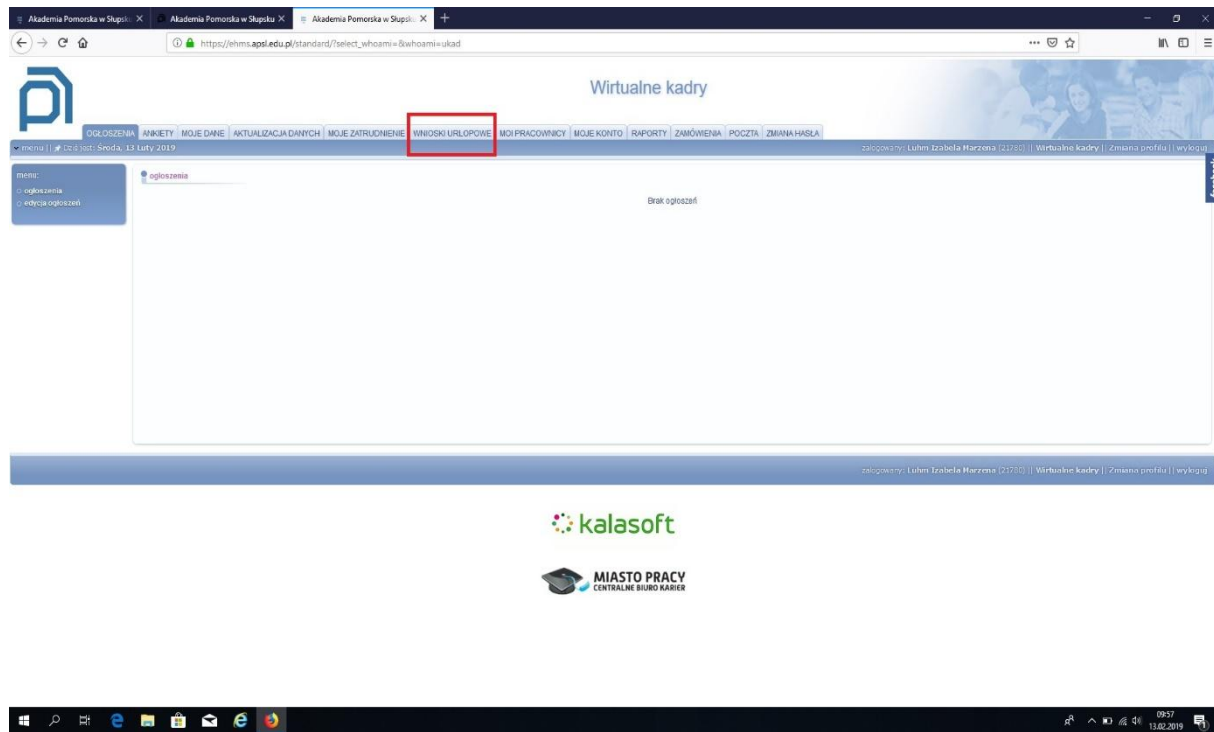 Akademia Pomorska w Słupsku Akademia Pomorska w Słupsku Akademia Pomorska w Słupsku
https://ehms.apsl.edu.pl/standard/?select_whoami=&whoami=ukad
Wirtualne kadry
OGŁOSZENIA ANKIETY MOJE DANE AKTUALIZACJA DANYCH MOJE ZATRUDNIENIE WNIOSKI URLOPOWE MOI PRACOWNICY MOJE KONTO RAPORTY ZAMÓWIENIA POCZTA ZMIANA HASŁA
menu || Dziś jest: Środa, 13 Luty 2019 zalogowany: Luhm Izabela Marzena (21780) || Wirtualne kadry || Zmiana profilu || wyloguj
menu:
ogłoszenia
edycja ogłoszeń
ogłoszenia
Brak ogłoszeń
zalogowany: Luhm Izabela Marzena (21780) || Wirtualne kadry || Zmiana profilu || wyloguj
kalasoft
MIASTO PRACY
CENTRALNE BIURO KARIER
09:57
13.02.2019